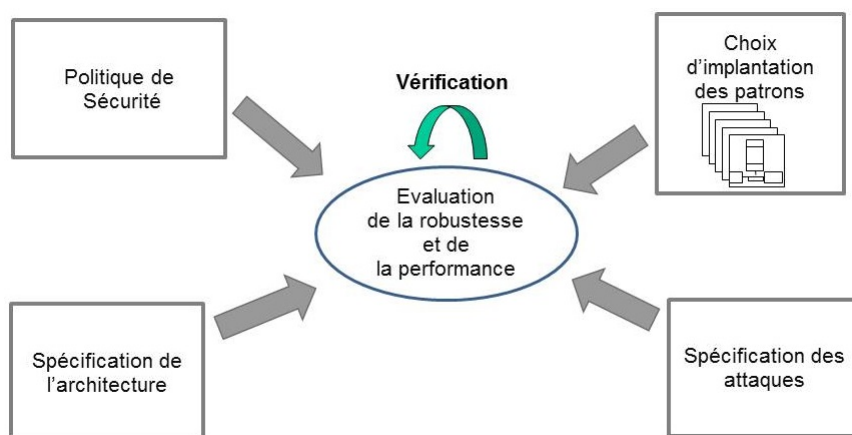 Politique de
Sécurité
Choix
d'implantation
des patrons
Vérification
Evaluation
de la robustesse
et de
la performance
Spécification de
l'architecture
Spécification des
attaques